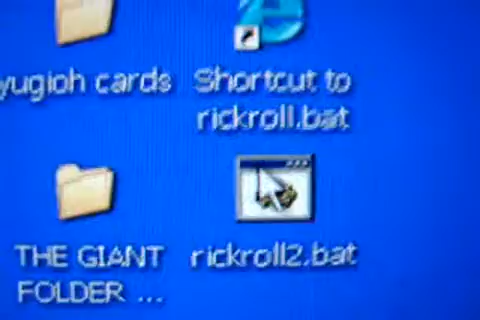 yugioh cards
Shortcut to
rickroll.bat
THE GIANT
FOLDER ...
rickroll2.bat